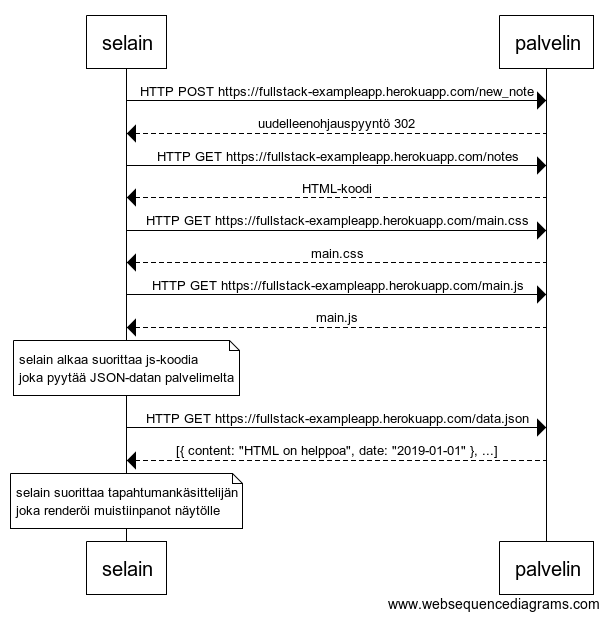 selain
palvelin
HTTP POST https://fullstack-exampleapp.herokuapp.com/new_note
uudelleenohjauspyyntö 302
HTTP GET https://fullstack-exampleapp.herokuapp.com/notes
HTML-koodi
HTTP GET https://fullstack-exampleapp.herokuapp.com/main.css
main.css
HTTP GET https://fullstack-exampleapp.herokuapp.com/main.js
main.js
selain alkaa suorittaa js-koodia
joka pyytää JSON-datan palvelimelta
HTTP GET https://fullstack-exampleapp.herokuapp.com/data.json
[{ content: "HTML on helppoa", date: "2019-01-01" }, ...]
selain suorittaa tapahtumankäsittelijän
joka renderöi muistiinpanot näytölle
selain
palvelin
www.websequencediagrams.com